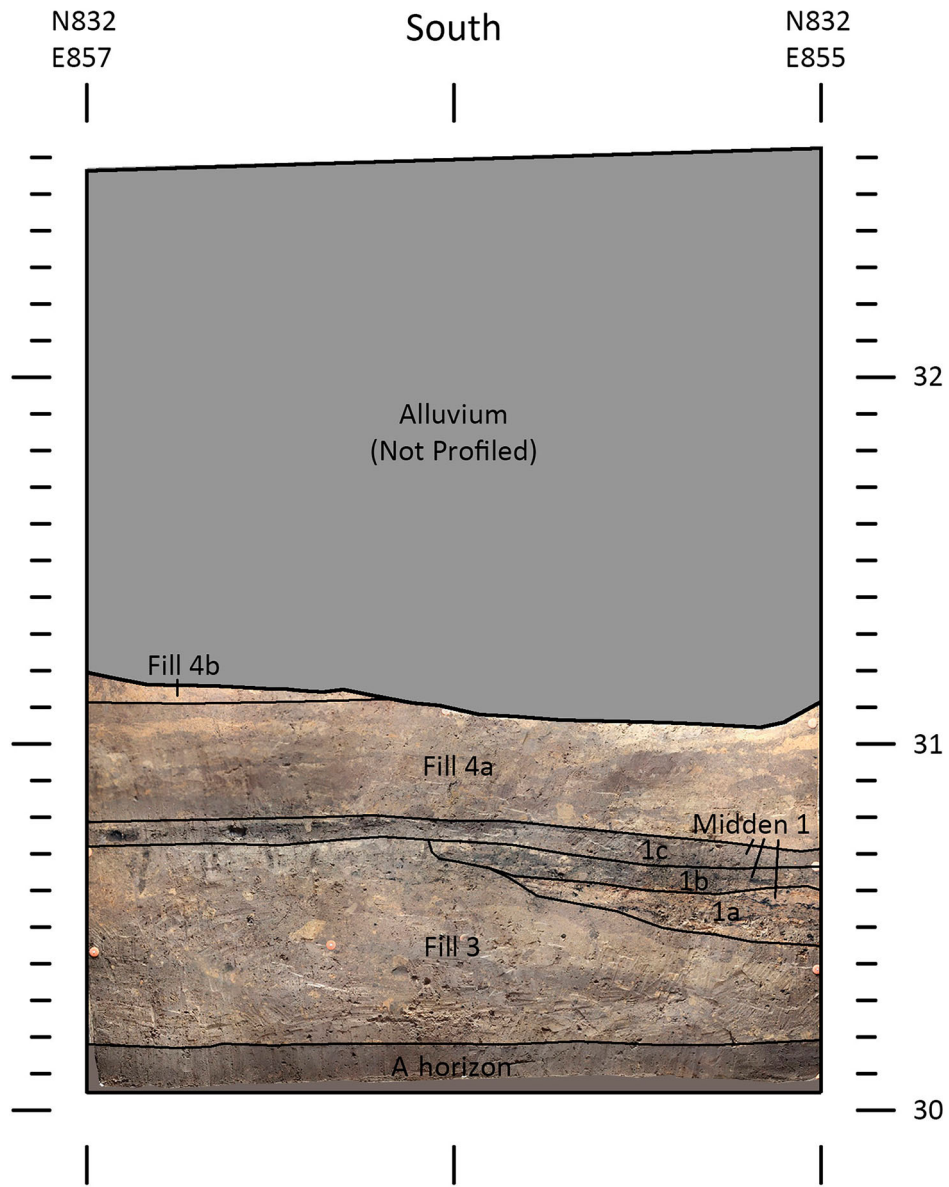 N832
E857
South
N832
E855
32
Alluvium
(Not Profiled)
Fill 4b
31
Fill 4a
Midden 1
1c
1b
1a
Fill 3
A horizon
30